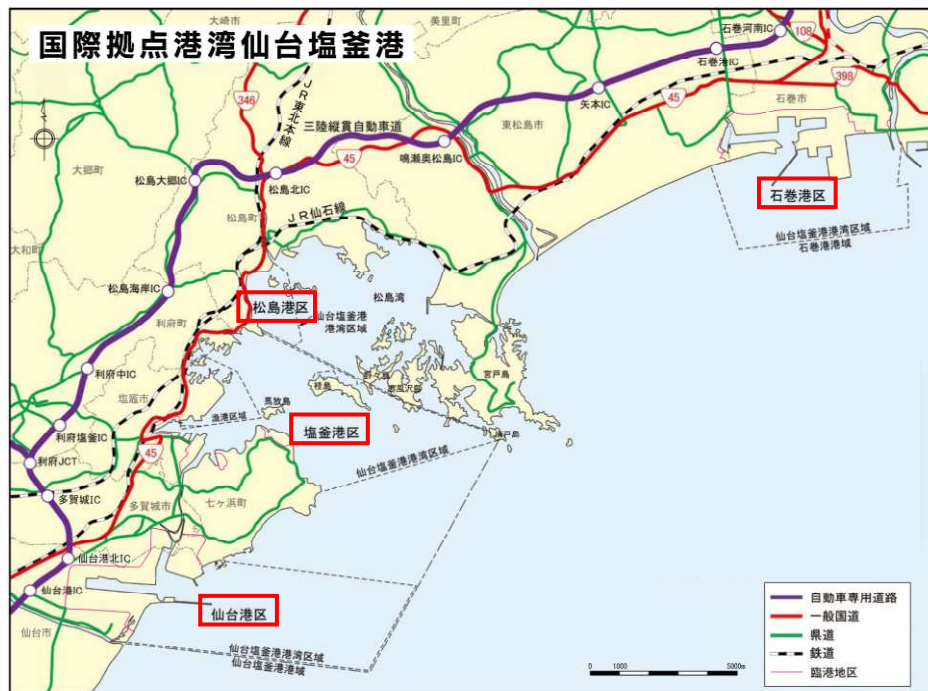 国際拠点港湾仙台塩釜港
大崎市
美里町
石巻河南IC
108
石巻港IC
398
346
JR東北本線
矢本IC
45
石巻市
三陸縦貫自動車道
東松島市
大郷町
45
鳴瀬奥松島IC
松島大郷IC
松島北IC
石巻港区
松島町
JR仙石線
仙台塩釜港港湾区域
石巻港港域
大和町
松島海岸IC
松島港区
松島湾
仙台塩釜港
港湾区域
利府町
利府中IC
宮戸島
桂島
塩竈市
馬放島
漁港区域
利府塩釜IC
塩釜港区
45
利府JCT
仙台塩釜港港湾区域
多賀城IC
多賀城市
七ヶ浜町
仙台港北IC
仙台港IC
仙台港区
仙台市
仙台塩釜港港湾区域
仙台塩釜港港域
自動車専用道路
一般国道
県道
鉄道
臨港地区
0 1000 5000m